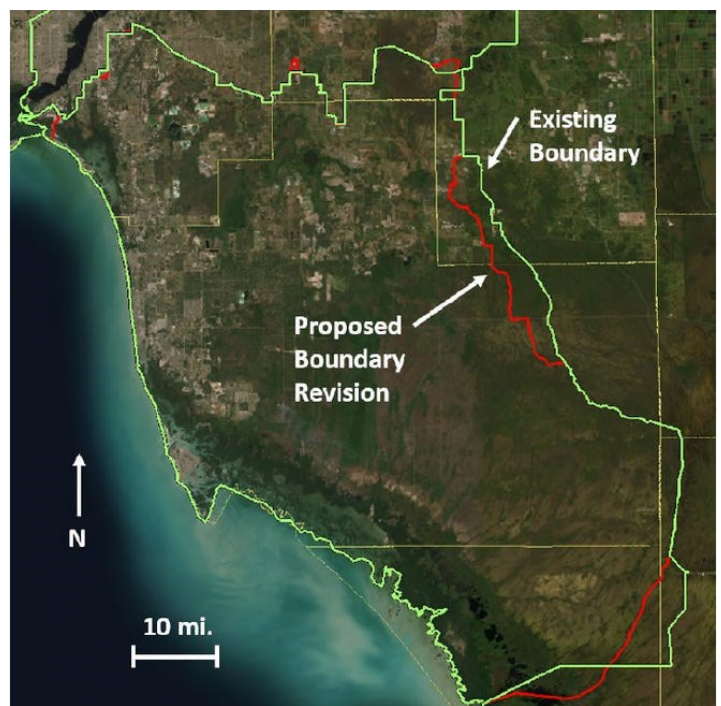 Existing
Boundary
Proposed
Boundary
Revision
N
10 mi.